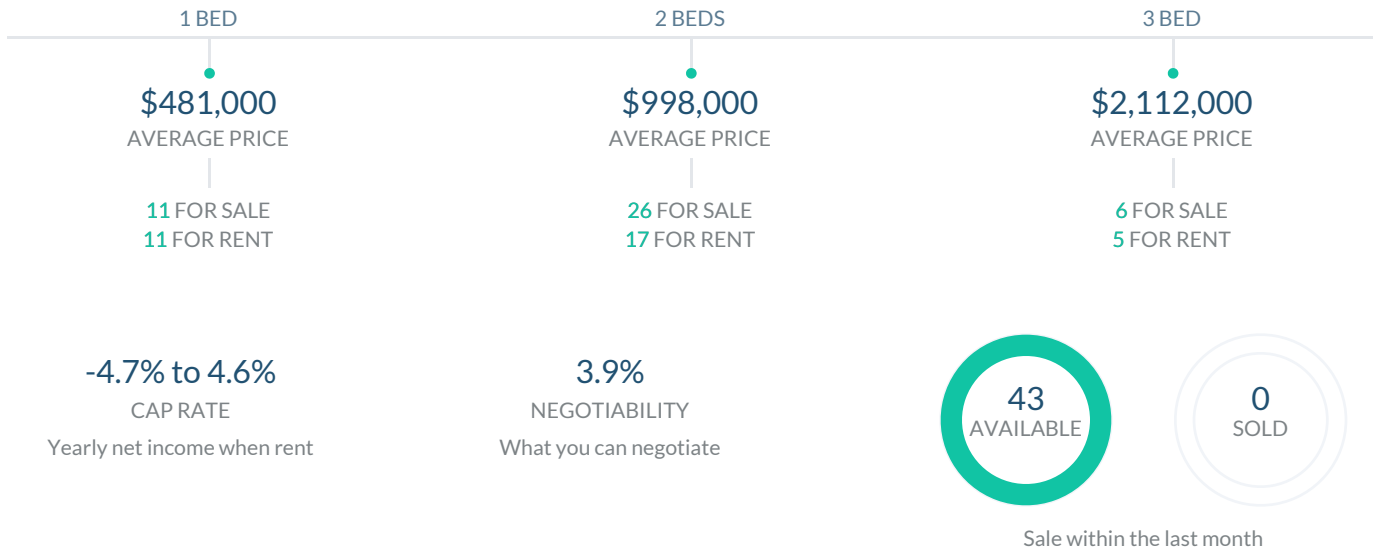 1 BED
$481,000
AVERAGE PRICE
11 FOR SALE
11 FOR RENT
2 BEDS
$998,000
AVERAGE PRICE
26 FOR SALE
17 FOR RENT
3 BED
$2,112,000
AVERAGE PRICE
6 FOR SALE
5 FOR RENT
-4.7% to 4.6%
CAP RATE
Yearly net income when rent
3.9%
NEGOTIABILITY
What you can negotiate
43
AVAILABLE
0
SOLD
Sale within the last month